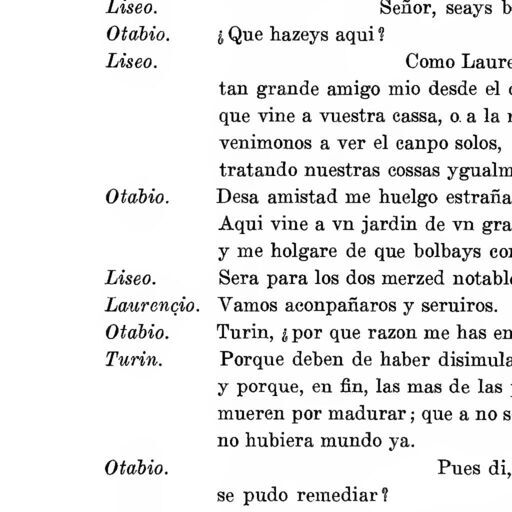 Liseo. Señor, seays b
Otabio. ¿Que hazeys aqui?
Liseo. Como Laure
tan grande amigo mio desde el
que vine a vuestra cassa, o a la
venimonos a ver el canpo solos,
tratando nuestras cossas ygualm
Otabio. Desa amistad me huelgo estraña
Aqui vine a vn jardin de vn gra
y me holgare de que bolbays con
Liseo. Sera para los dos merzed notable
Laurençio. Vamos aconpañaros y seruiros.
Otabio. Turin, ¿por que razon me has en
Turin. Porque deben de haber disimula
y porque, en fin, las mas de las
mueren por madurar; que a no s
no hubiera mundo ya.
Otabio. Pues di,
se pudo remediar?